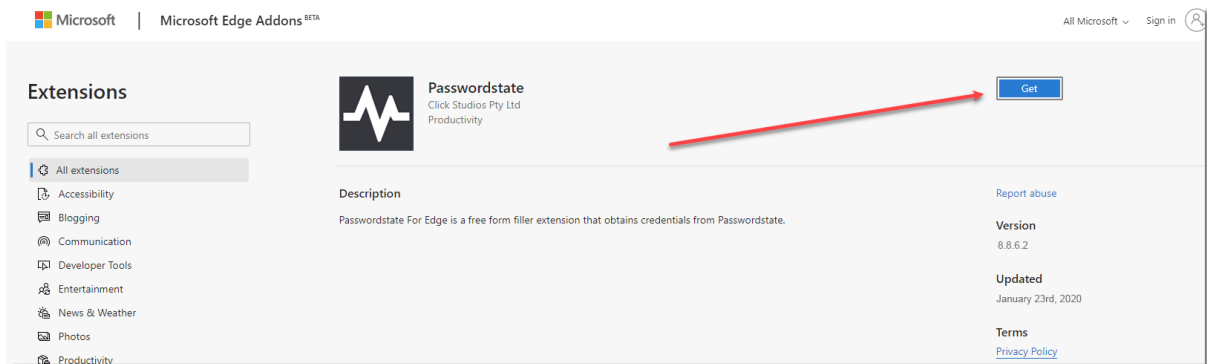 Microsoft
Microsoft Edge Addons BETA
All Microsoft
Sign in
Extensions
Search all extensions
All extensions
Accessibility
Blogging
Communication
Developer Tools
Entertainment
News & Weather
Photos
Productivity
Passwordstate
Click Studios Pty Ltd
Productivity
Get
Description
Passwordstate For Edge is a free form filler extension that obtains credentials from Passwordstate.
Report abuse
Version
8.8.6.2
Updated
January 23rd, 2020
Terms
Privacy Policy